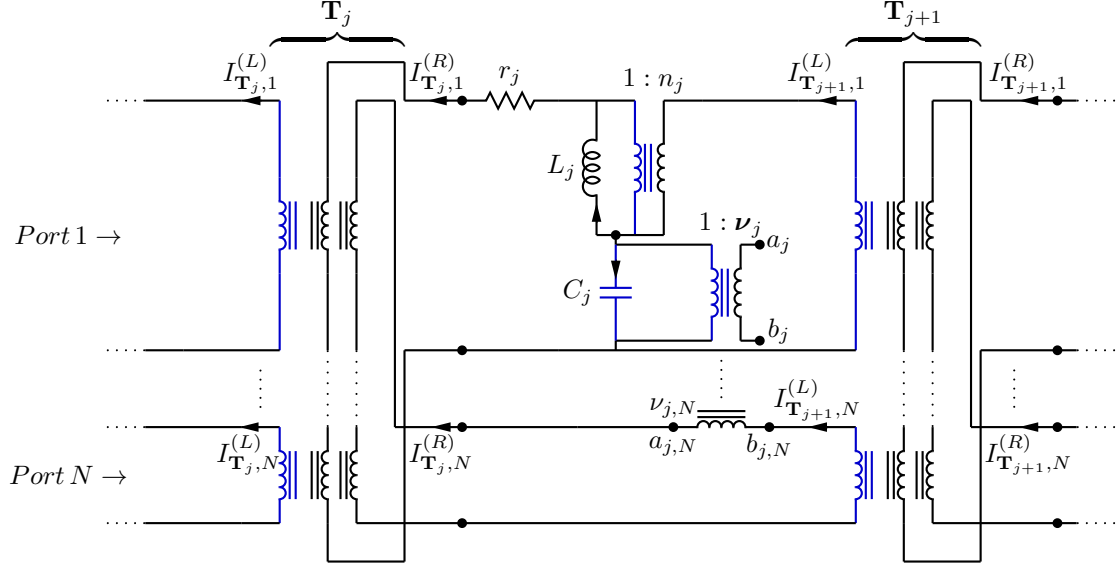 T_j T_{j+1}
I^{(L)}_{T_j,1} I^{(R)}_{T_j,1} r_j 1 : n_j I^{(L)}_{T_{j+1},1} I^{(R)}_{T_{j+1},1}
L_j
Port 1 → 1 : ν_j
a_j
C_j
b_j
I^{(L)}_{T_j,N} I^{(R)}_{T_j,N} ν_{j,N} I^{(L)}_{T_{j+1},N} I^{(R)}_{T_{j+1},N}
a_{j,N} b_{j,N}
Port N →